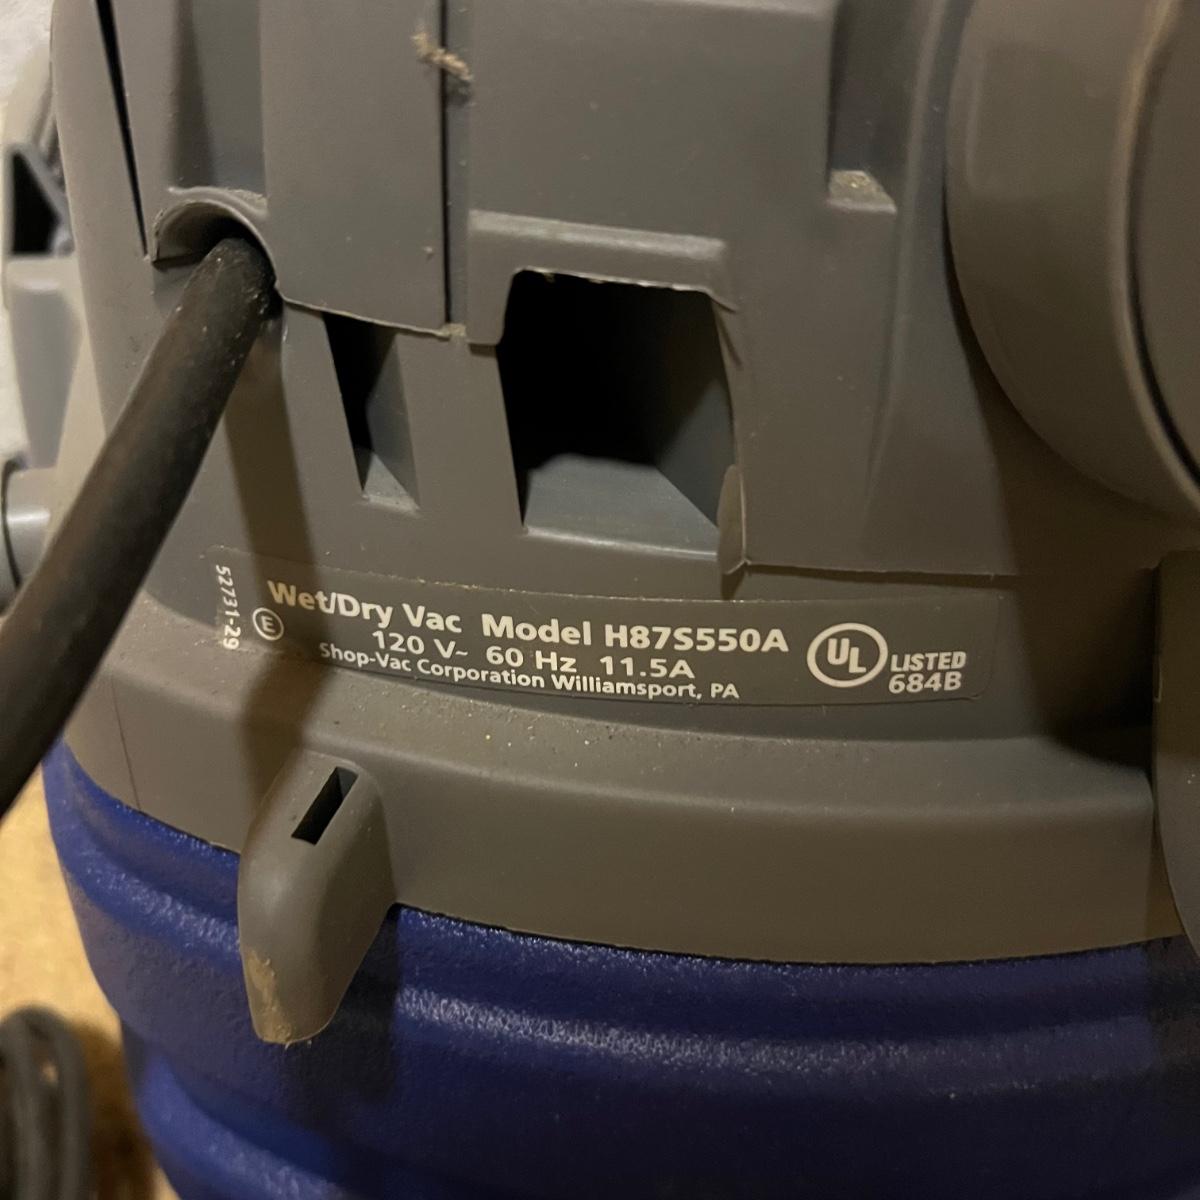 52731-29
E
Wet/Dry Vac Model H87S550A
120 V~ 60 Hz 11.5A
Shop-Vac Corporation Williamsport, PA
UL LISTED
684B